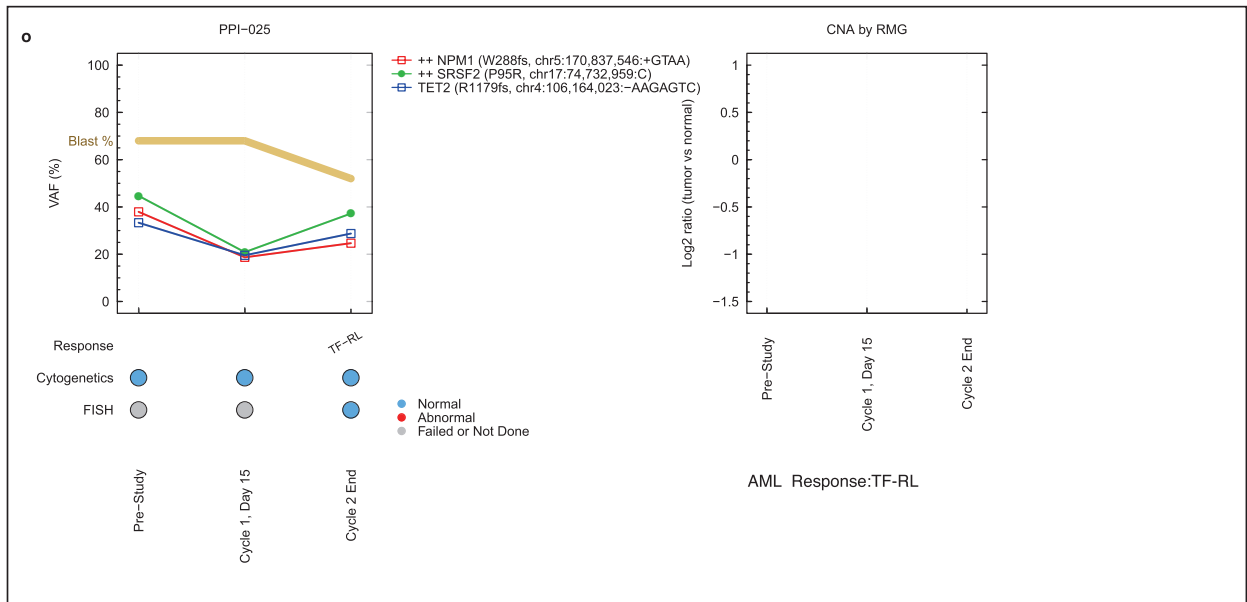 o
PPI−025
100
80
60
40
20
0
VAF (%)
Blast %
++ NPM1 (W288fs, chr5:170,837,546:+GTAA)
++ SRSF2 (P95R, chr17:74,732,959:C)
TET2 (R1179fs, chr4:106,164,023:−AAGAGTC)
Response
TF−RL
Cytogenetics
FISH
Normal
Abnormal
Failed or Not Done
Pre−Study
Cycle 1, Day 15
Cycle 2 End
CNA by RMG
1
0.5
0
−0.5
−1
−1.5
Log2 ratio (tumor vs normal)
Pre−Study
Cycle 1, Day 15
Cycle 2 End
AML Response:TF-RL